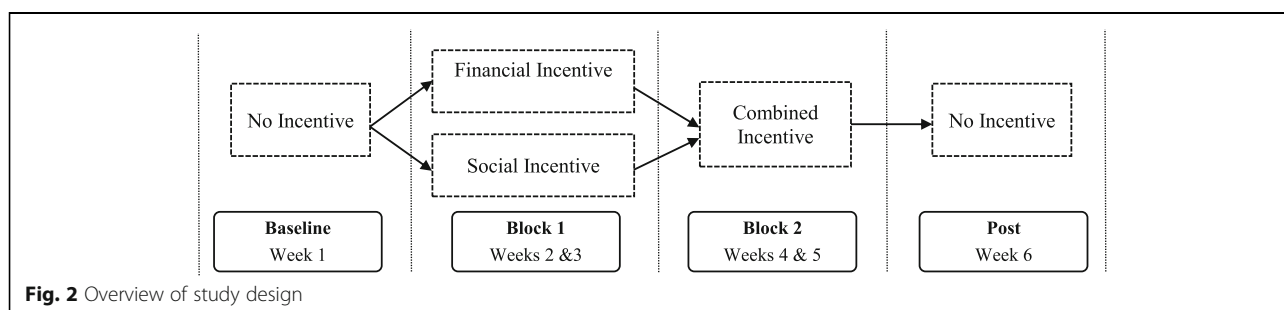 Financial Incentive
No Incentive
Combined
Incentive
No Incentive
Social Incentive
Baseline
Week 1
Block 1
Weeks 2 &3
Block 2
Weeks 4 & 5
Post
Week 6
Fig. 2 Overview of study design